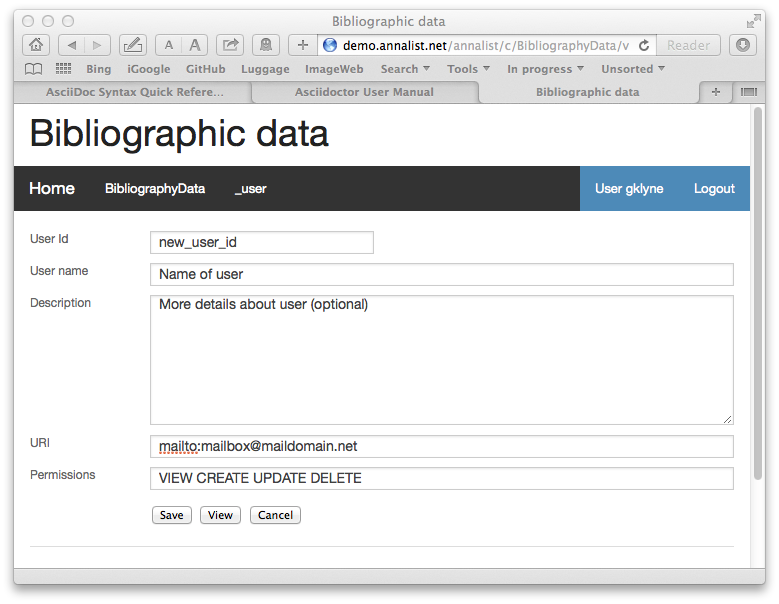 Bibliographic data
A A + demo.annalist.net/annalist/c/BibliographyData/v Reader
Bing iGoogle GitHub Luggage ImageWeb Search Tools In progress Unsorted
AsciiDoc Syntax Quick Refere... Asciidoctor User Manual Bibliographic data +
Bibliographic data
Home BibliographyData _user User gklyne Logout
User Id new_user_id
User name Name of user
Description More details about user (optional)
URI mailto:mailbox@maildomain.net
Permissions VIEW CREATE UPDATE DELETE
Save View Cancel